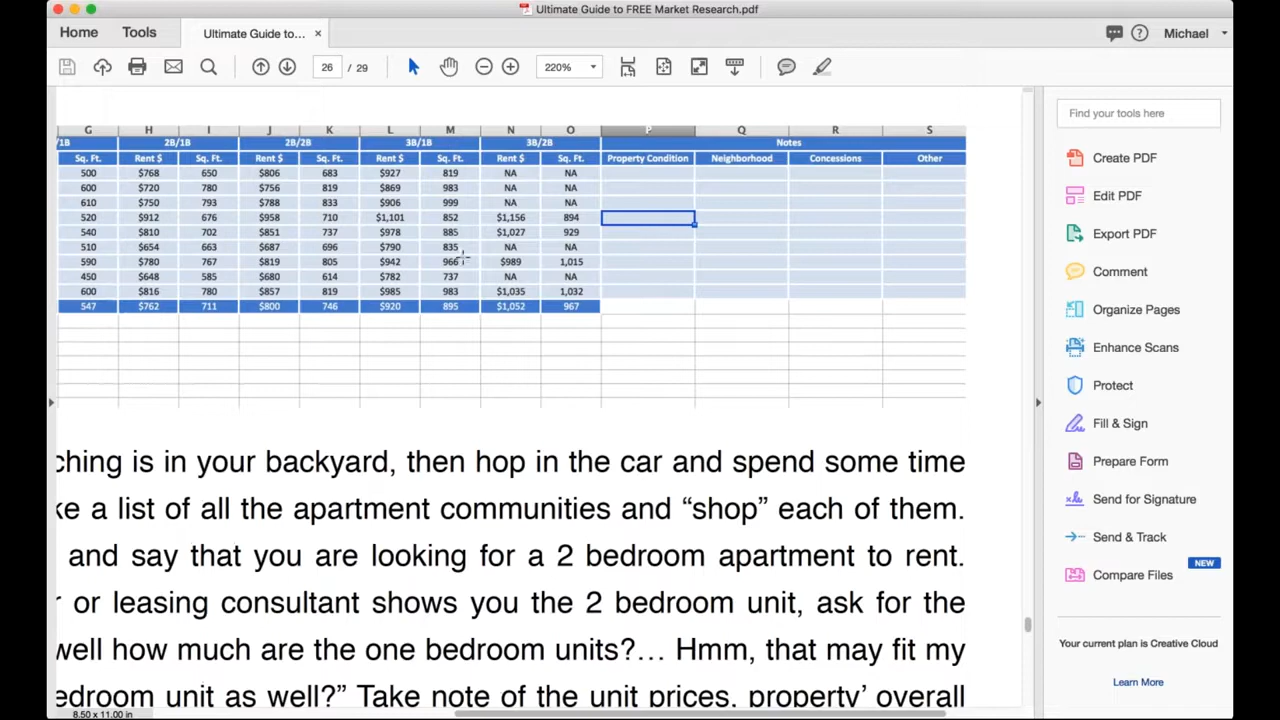 Ultimate Guide to FREE Market Research.pdf
Home Tools Ultimate Guide to... × Michael
26 / 29 220%
G H I J K L M N O P Q R S
/1B 2B/1B 2B/2B 3B/1B 3B/2B Notes
Sq. Ft. Rent $ Sq. Ft. Rent $ Sq. Ft. Rent $ Sq. Ft. Rent $ Sq. Ft. Property Condition Neighborhood Concessions Other
500 $768 650 $806 683 $927 819 NA NA
600 $720 780 $756 819 $869 983 NA NA
610 $750 793 $788 833 $906 999 NA NA
520 $912 676 $958 710 $1,101 852 $1,156 894
540 $810 702 $851 737 $978 885 $1,027 929
510 $654 663 $687 696 $790 835 NA NA
590 $780 767 $819 805 $942 966 $989 1,015
450 $648 585 $680 614 $782 737 NA NA
600 $816 780 $857 819 $985 983 $1,035 1,032
547 $762 711 $800 746 $920 895 $1,052 967
ching is in your backyard, then hop in the car and spend some time
ke a list of all the apartment communities and “shop” each of them.
and say that you are looking for a 2 bedroom apartment to rent.
r or leasing consultant shows you the 2 bedroom unit, ask for the
well how much are the one bedroom units?… Hmm, that may fit my
edroom unit as well?” Take note of the unit prices, property’ overall
8.50 x 11.00 in
Find your tools here
Create PDF
Edit PDF
Export PDF
Comment
Organize Pages
Enhance Scans
Protect
Fill & Sign
Prepare Form
Send for Signature
Send & Track
NEW
Compare Files
Your current plan is Creative Cloud
Learn More